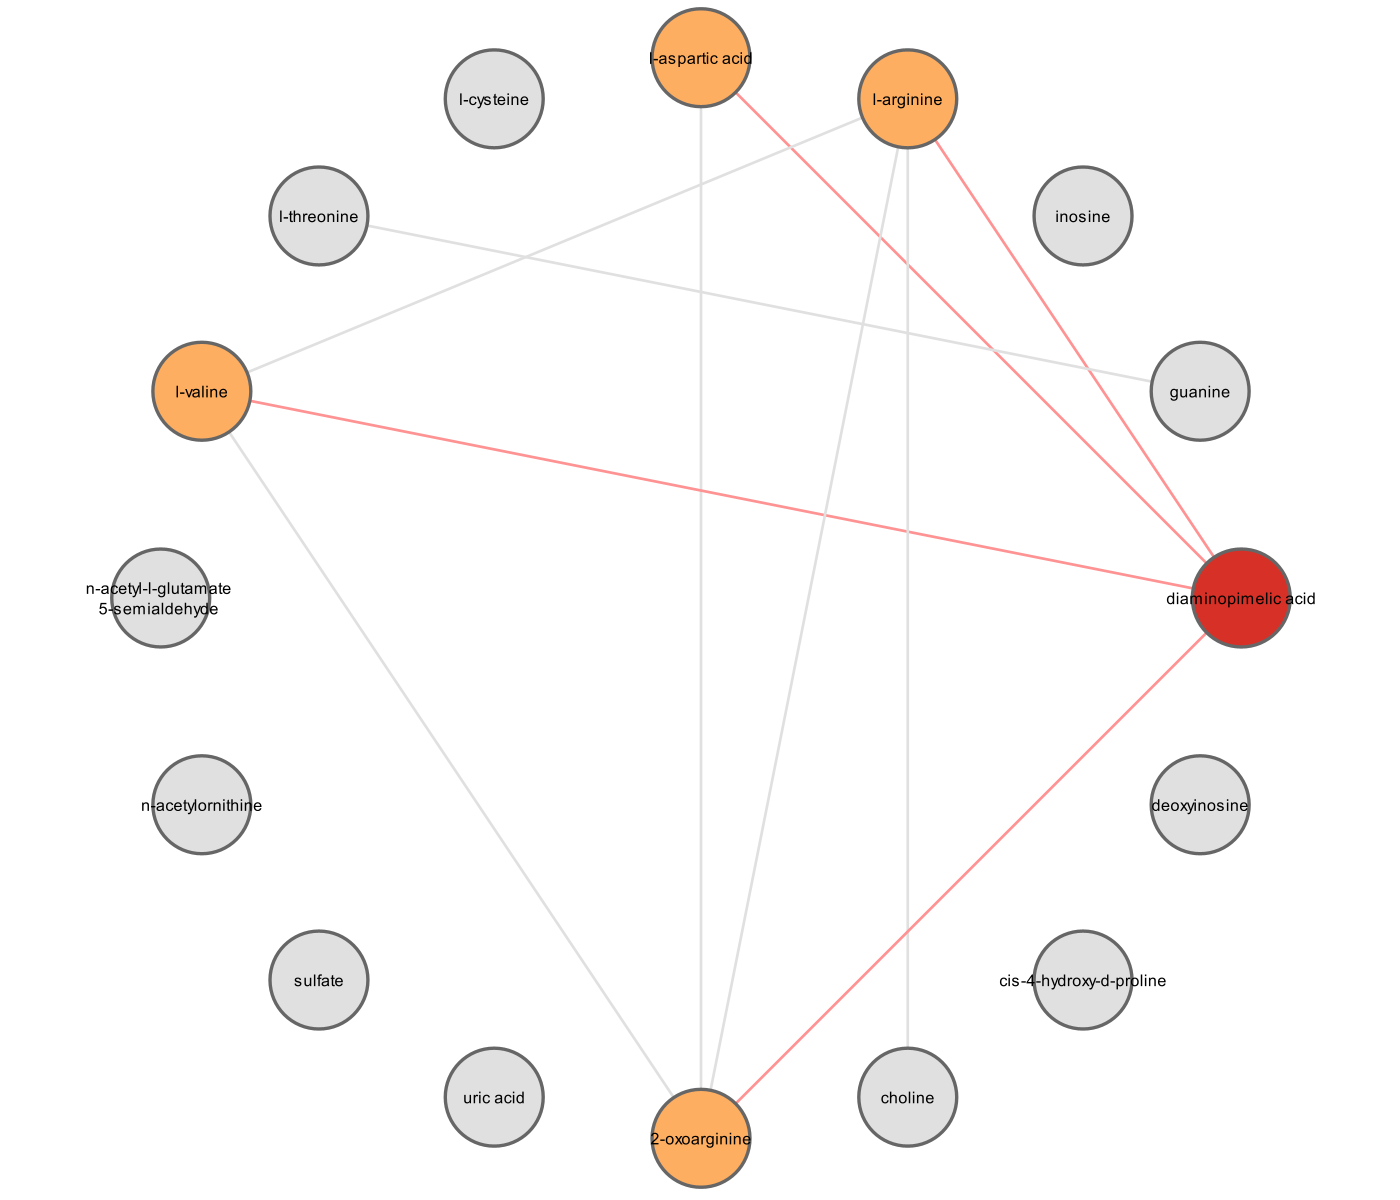 l-aspartic acid
l-cysteine
l-arginine
l-threonine
inosine
l-valine
guanine
n-acetyl-l-glutamate
5-semialdehyde
diaminopimelic acid
n-acetylornithine
deoxyinosine
sulfate
cis-4-hydroxy-d-proline
uric acid
choline
2-oxoarginine